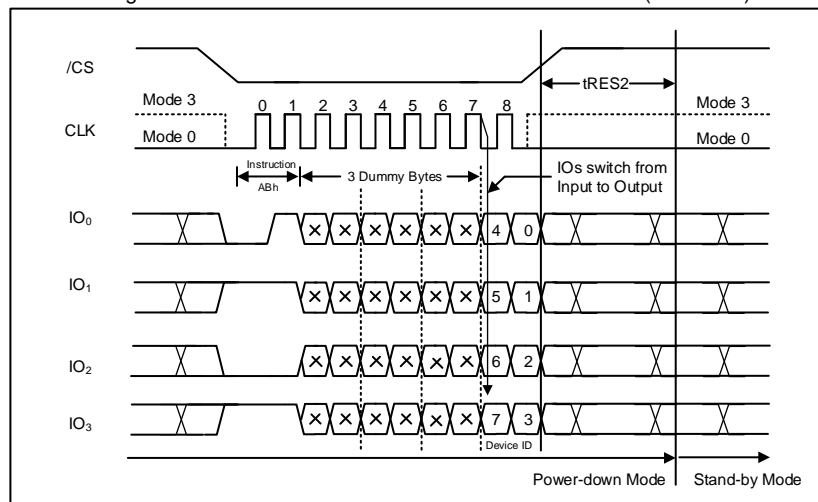 /CS
tRES2
Mode 3
0 1 2 3 4 5 6 7 8
Mode 3
CLK
Mode 0
Mode 0
Instruction
ABh
3 Dummy Bytes
IOs switch from
Input to Output
IO0
4 0
IO1
5 1
IO2
6 2
IO3
7 3
Device ID
Power-down Mode
Stand-by Mode